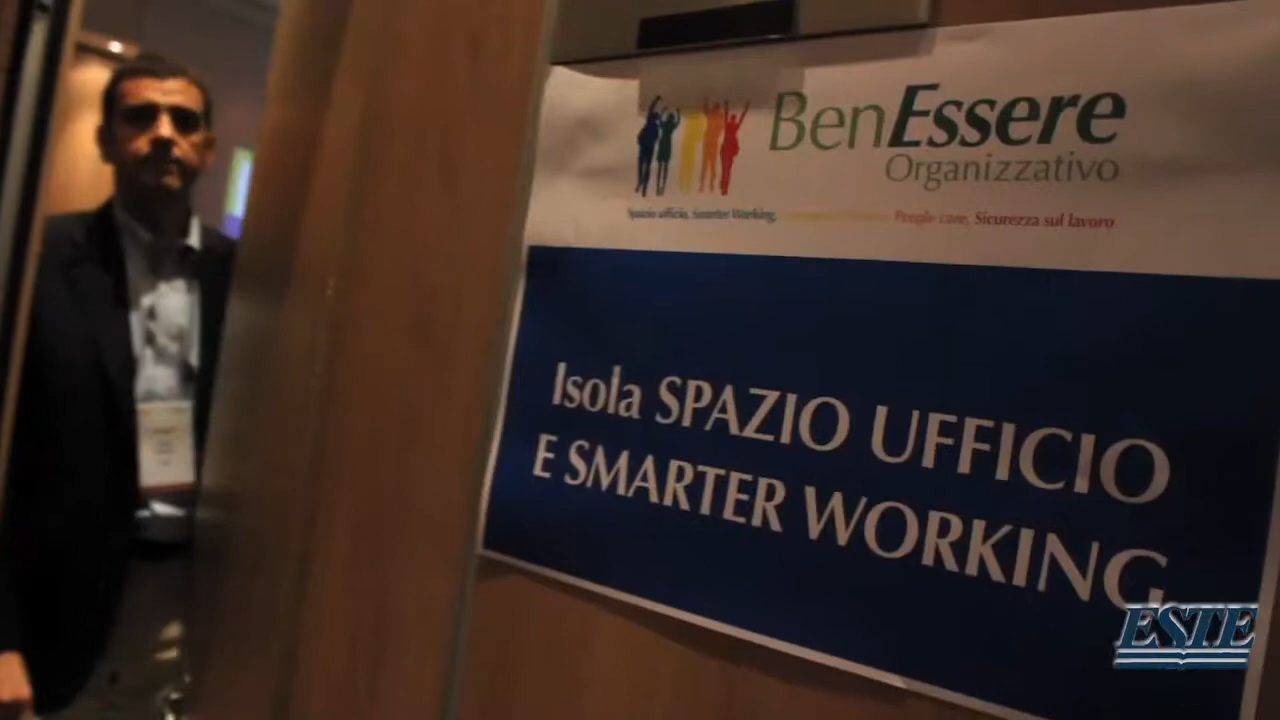 BenEssere
Organizzativo
Spazio ufficio, Smarter Working,
People care, Sicurezza sul lavoro
Isola SPAZIO UFFICIO
E SMARTER WORKING
ESTE